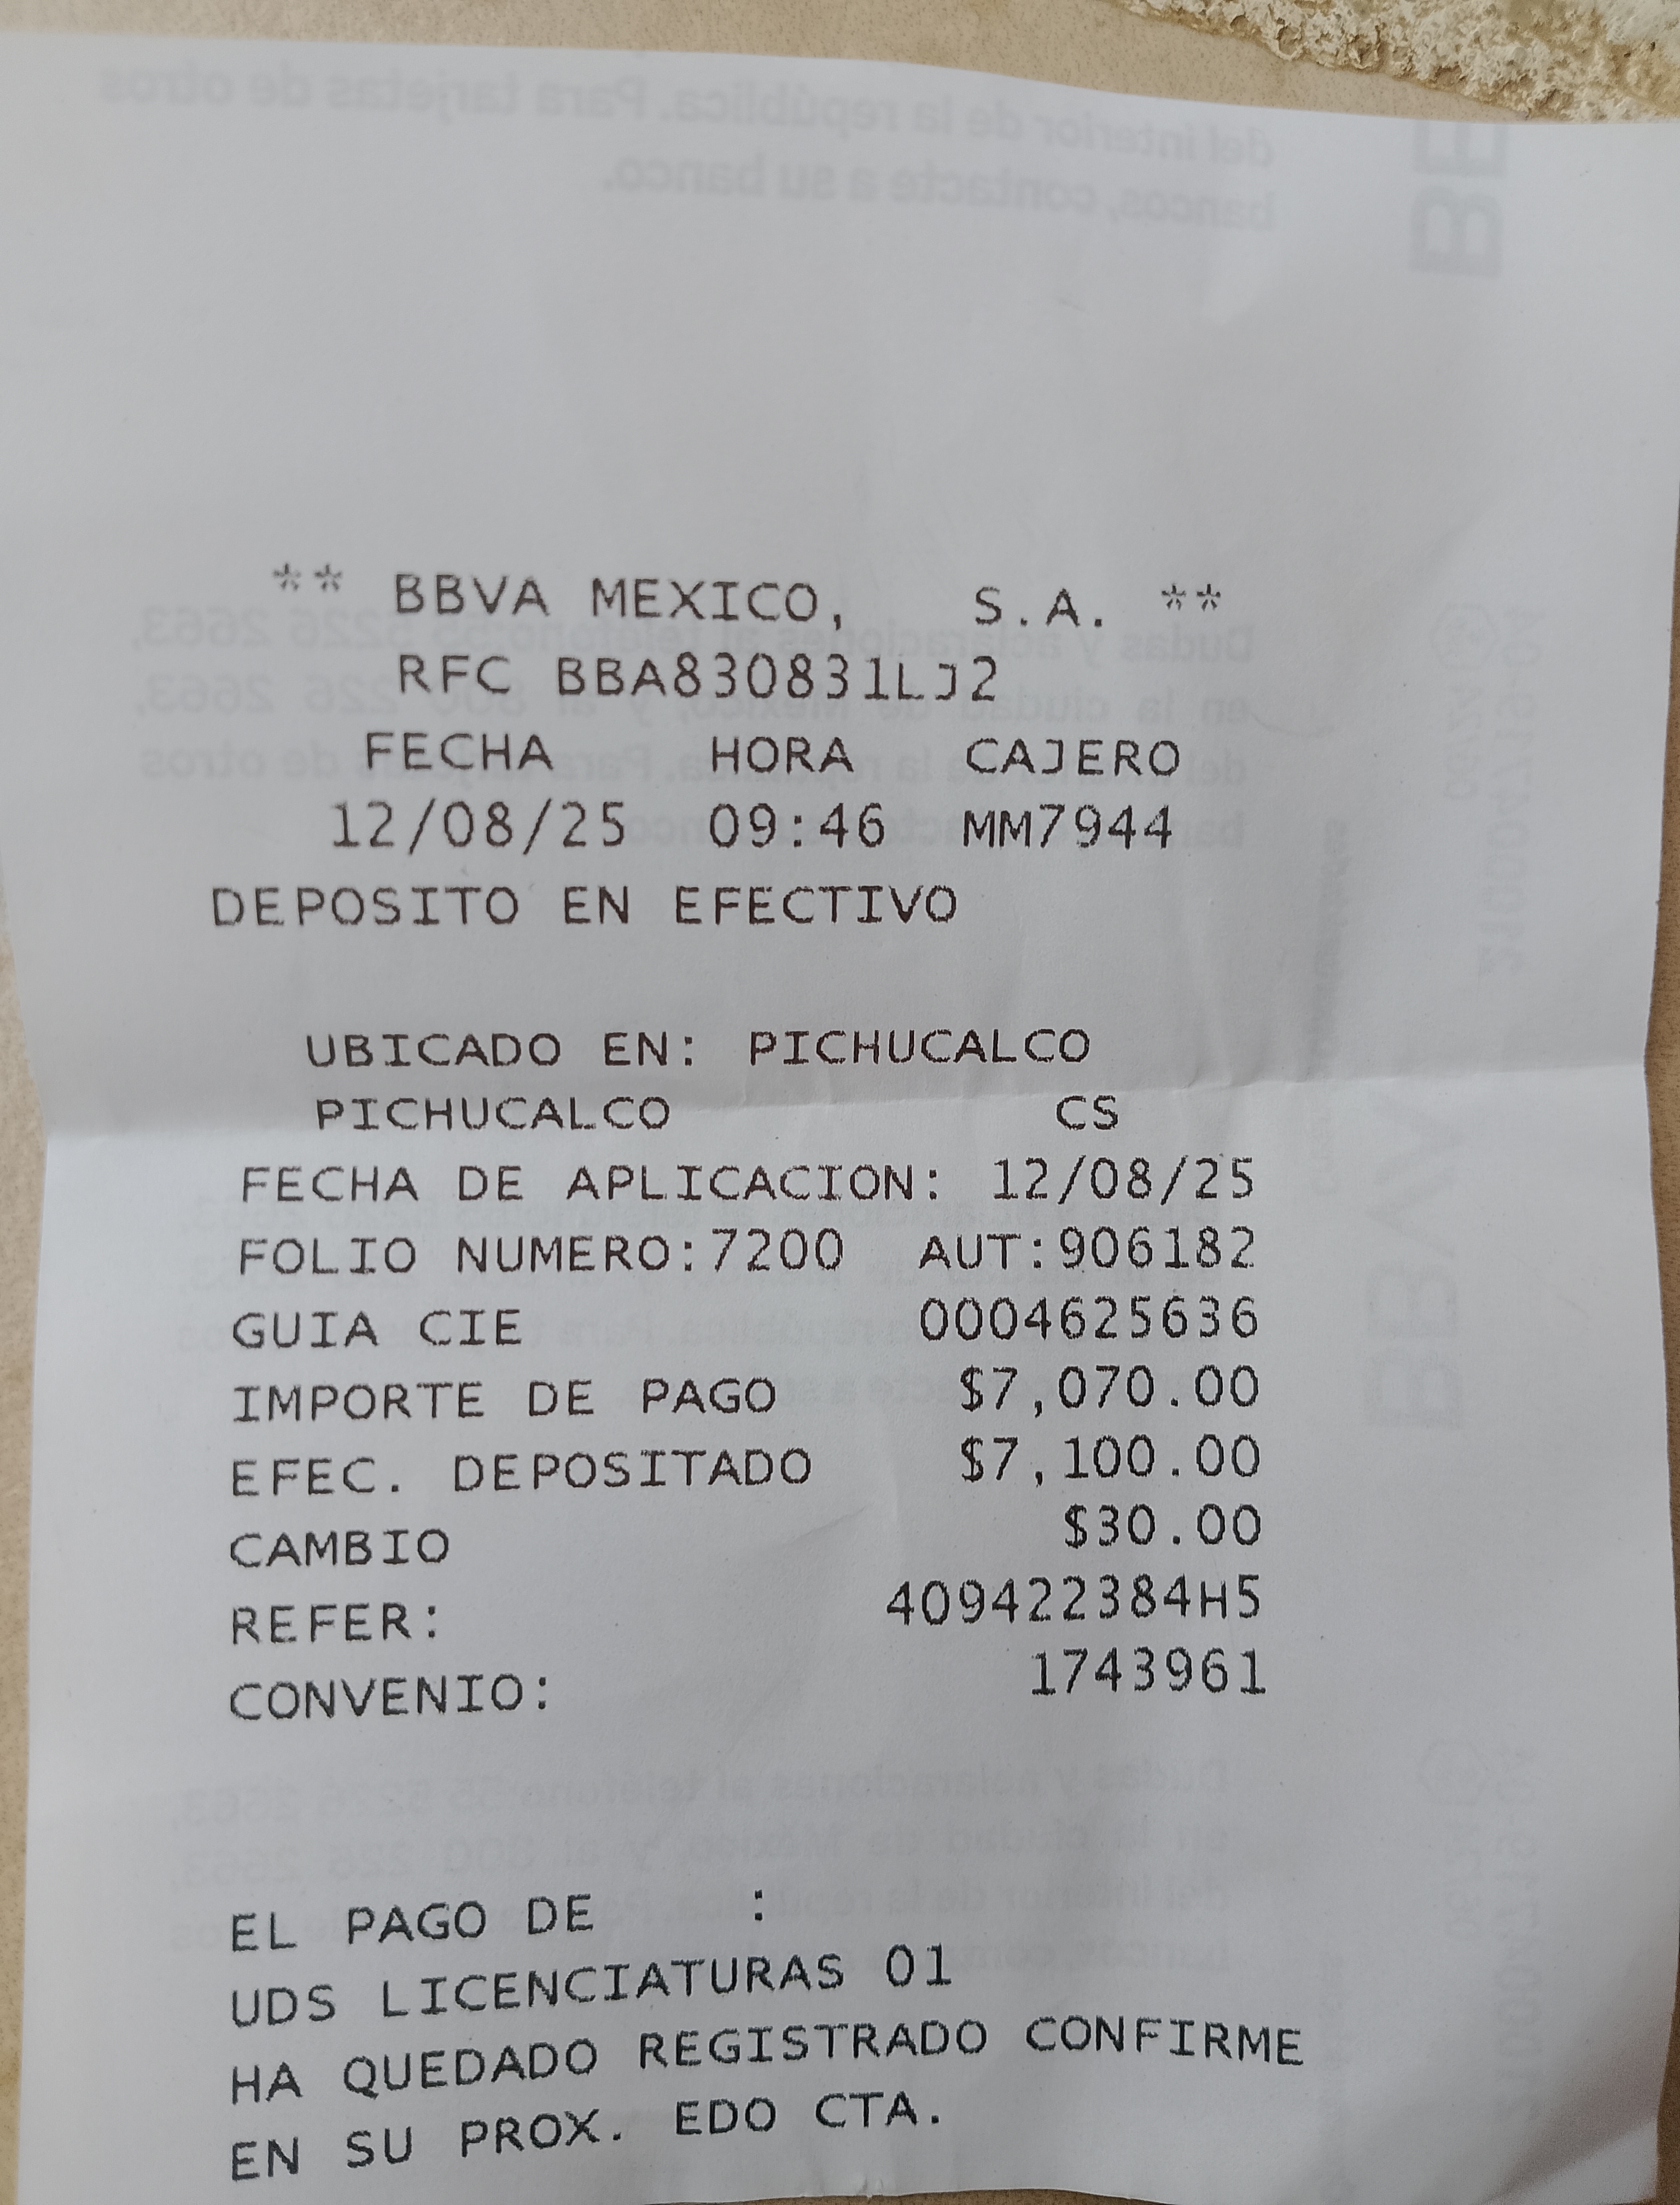 ** BBVA MEXICO, S.A. **
RFC BBA830831LJ2
FECHA HORA CAJERO
12/08/25 09:46 MM7944
DEPOSITO EN EFECTIVO
UBICADO EN: PICHUCALCO
PICHUCALCO CS
FECHA DE APLICACION: 12/08/25
FOLIO NUMERO:7200 AUT:906182
GUIA CIE 0004625636
IMPORTE DE PAGO $7,070.00
EFEC. DEPOSITADO $7,100.00
CAMBIO $30.00
REFER: 409422384H5
CONVENIO: 1743961
EL PAGO DE :
UDS LICENCIATURAS 01
HA QUEDADO REGISTRADO CONFIRME
EN SU PROX. EDO CTA.